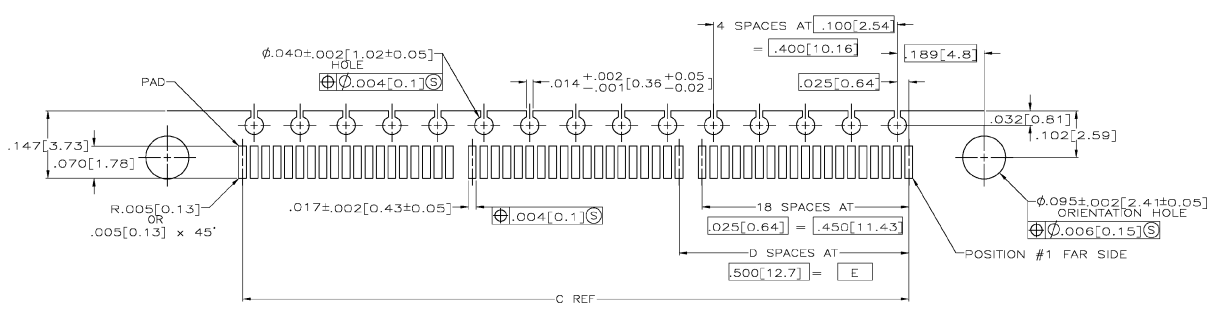 4 SPACES AT .100[2.54]
= .400[10.16]
.189[4.8]
Ø.040±.002[1.02±0.05]
HOLE
⌖ Ø.004[0.1]Ⓢ
.014 +.002 -.001 [0.36 +0.05 -0.02]
.025[0.64]
PAD
.032[0.81]
.102[2.59]
.147[3.73]
.070[1.78]
R.005[0.13]
OR
.005[0.13] x 45°
.017±.002[0.43±0.05]
⌖ .004[0.1]Ⓢ
18 SPACES AT
.025[0.64] = .450[11.43]
Ø.095±.002[2.41±0.05]
ORIENTATION HOLE
⌖ Ø.006[0.15]Ⓢ
D SPACES AT
.500[12.7] = E
POSITION #1 FAR SIDE
C REF